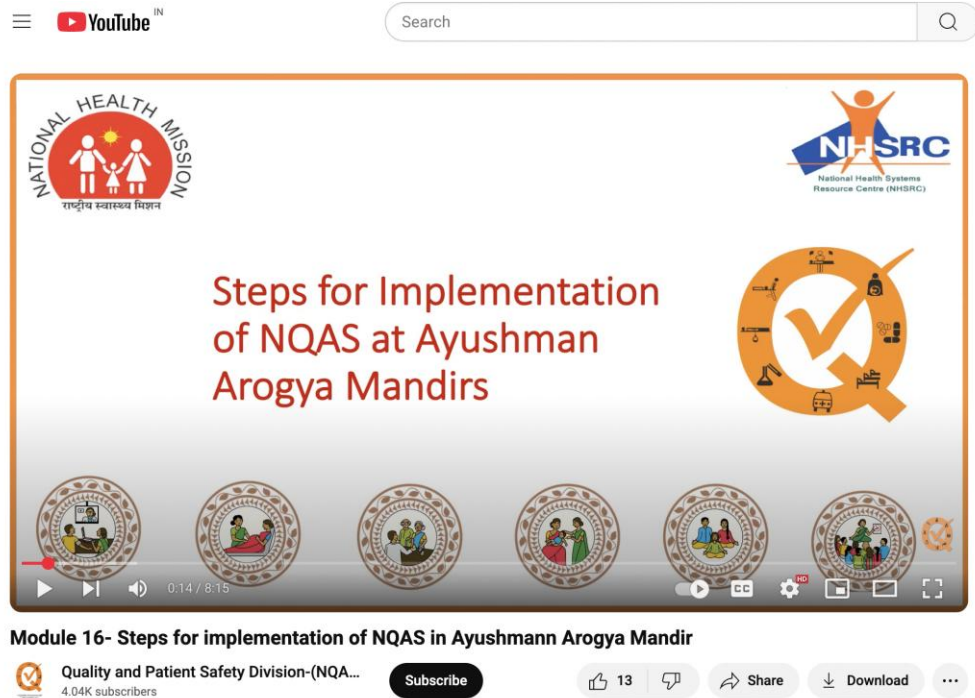 YouTube IN
Search
NATIONAL HEALTH MISSION
राष्ट्रीय स्वास्थ्य मिशन
NHSRC
National Health Systems
Resource Centre (NHSRC)
Steps for Implementation
of NQAS at Ayushman
Arogya Mandirs
0:14 / 8:15
CC
HD
Module 16- Steps for implementation of NQAS in Ayushmann Arogya Mandir
Quality and Patient Safety Division-(NQA...
4.04K subscribers
Subscribe
13
Share
Download